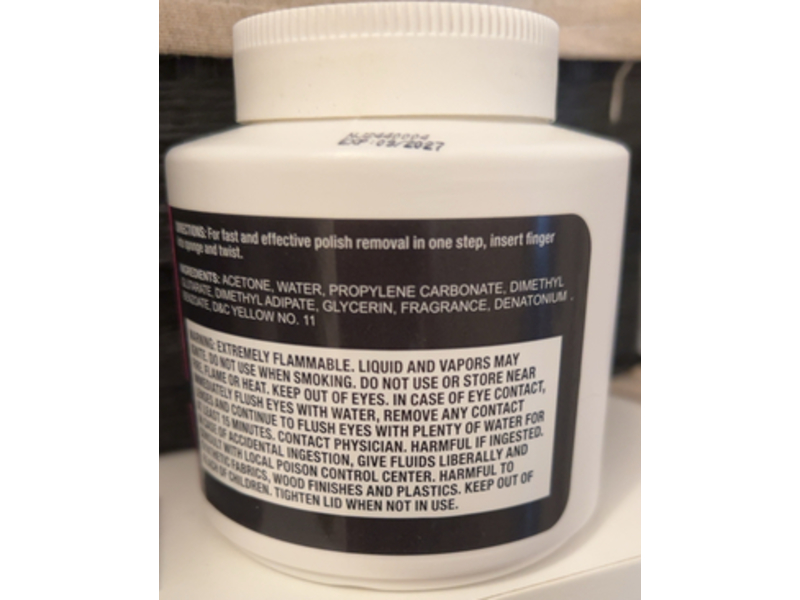 EXP: 09/2027
DIRECTIONS: For fast and effective polish removal in one step, insert finger
into sponge and twist.
INGREDIENTS: ACETONE, WATER, PROPYLENE CARBONATE, DIMETHYL
GLUTARATE, DIMETHYL ADIPATE, GLYCERIN, FRAGRANCE, DENATONIUM
BENZOATE, D&C YELLOW NO. 11
WARNING: EXTREMELY FLAMMABLE. LIQUID AND VAPORS MAY
IGNITE. DO NOT USE WHEN SMOKING. DO NOT USE OR STORE NEAR
FIRE, FLAME OR HEAT. KEEP OUT OF EYES. IN CASE OF EYE CONTACT,
IMMEDIATELY FLUSH EYES WITH WATER, REMOVE ANY CONTACT
LENSES AND CONTINUE TO FLUSH EYES WITH PLENTY OF WATER FOR
AT LEAST 15 MINUTES. CONTACT PHYSICIAN. HARMFUL IF INGESTED.
IN CASE OF ACCIDENTAL INGESTION, GIVE FLUIDS LIBERALLY AND
CONSULT WITH LOCAL POISON CONTROL CENTER. HARMFUL TO
SYNTHETIC FABRICS, WOOD FINISHES AND PLASTICS. KEEP OUT OF
REACH OF CHILDREN. TIGHTEN LID WHEN NOT IN USE.